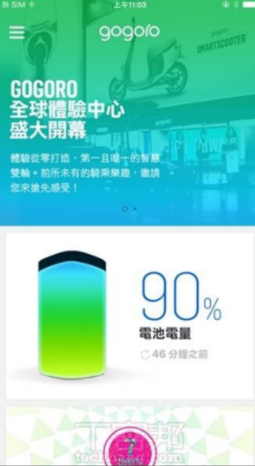 無 SIM 卡
上午11:03
gogoro
SMARTSCOOTER
GOGORO
全球體驗中心
盛大開幕
體驗從零打造，第一且唯一的智慧
雙輪。前所未有的騎乘樂趣，邀請
您來搶先感受！
90%
電池電量
46 分鐘之前
7